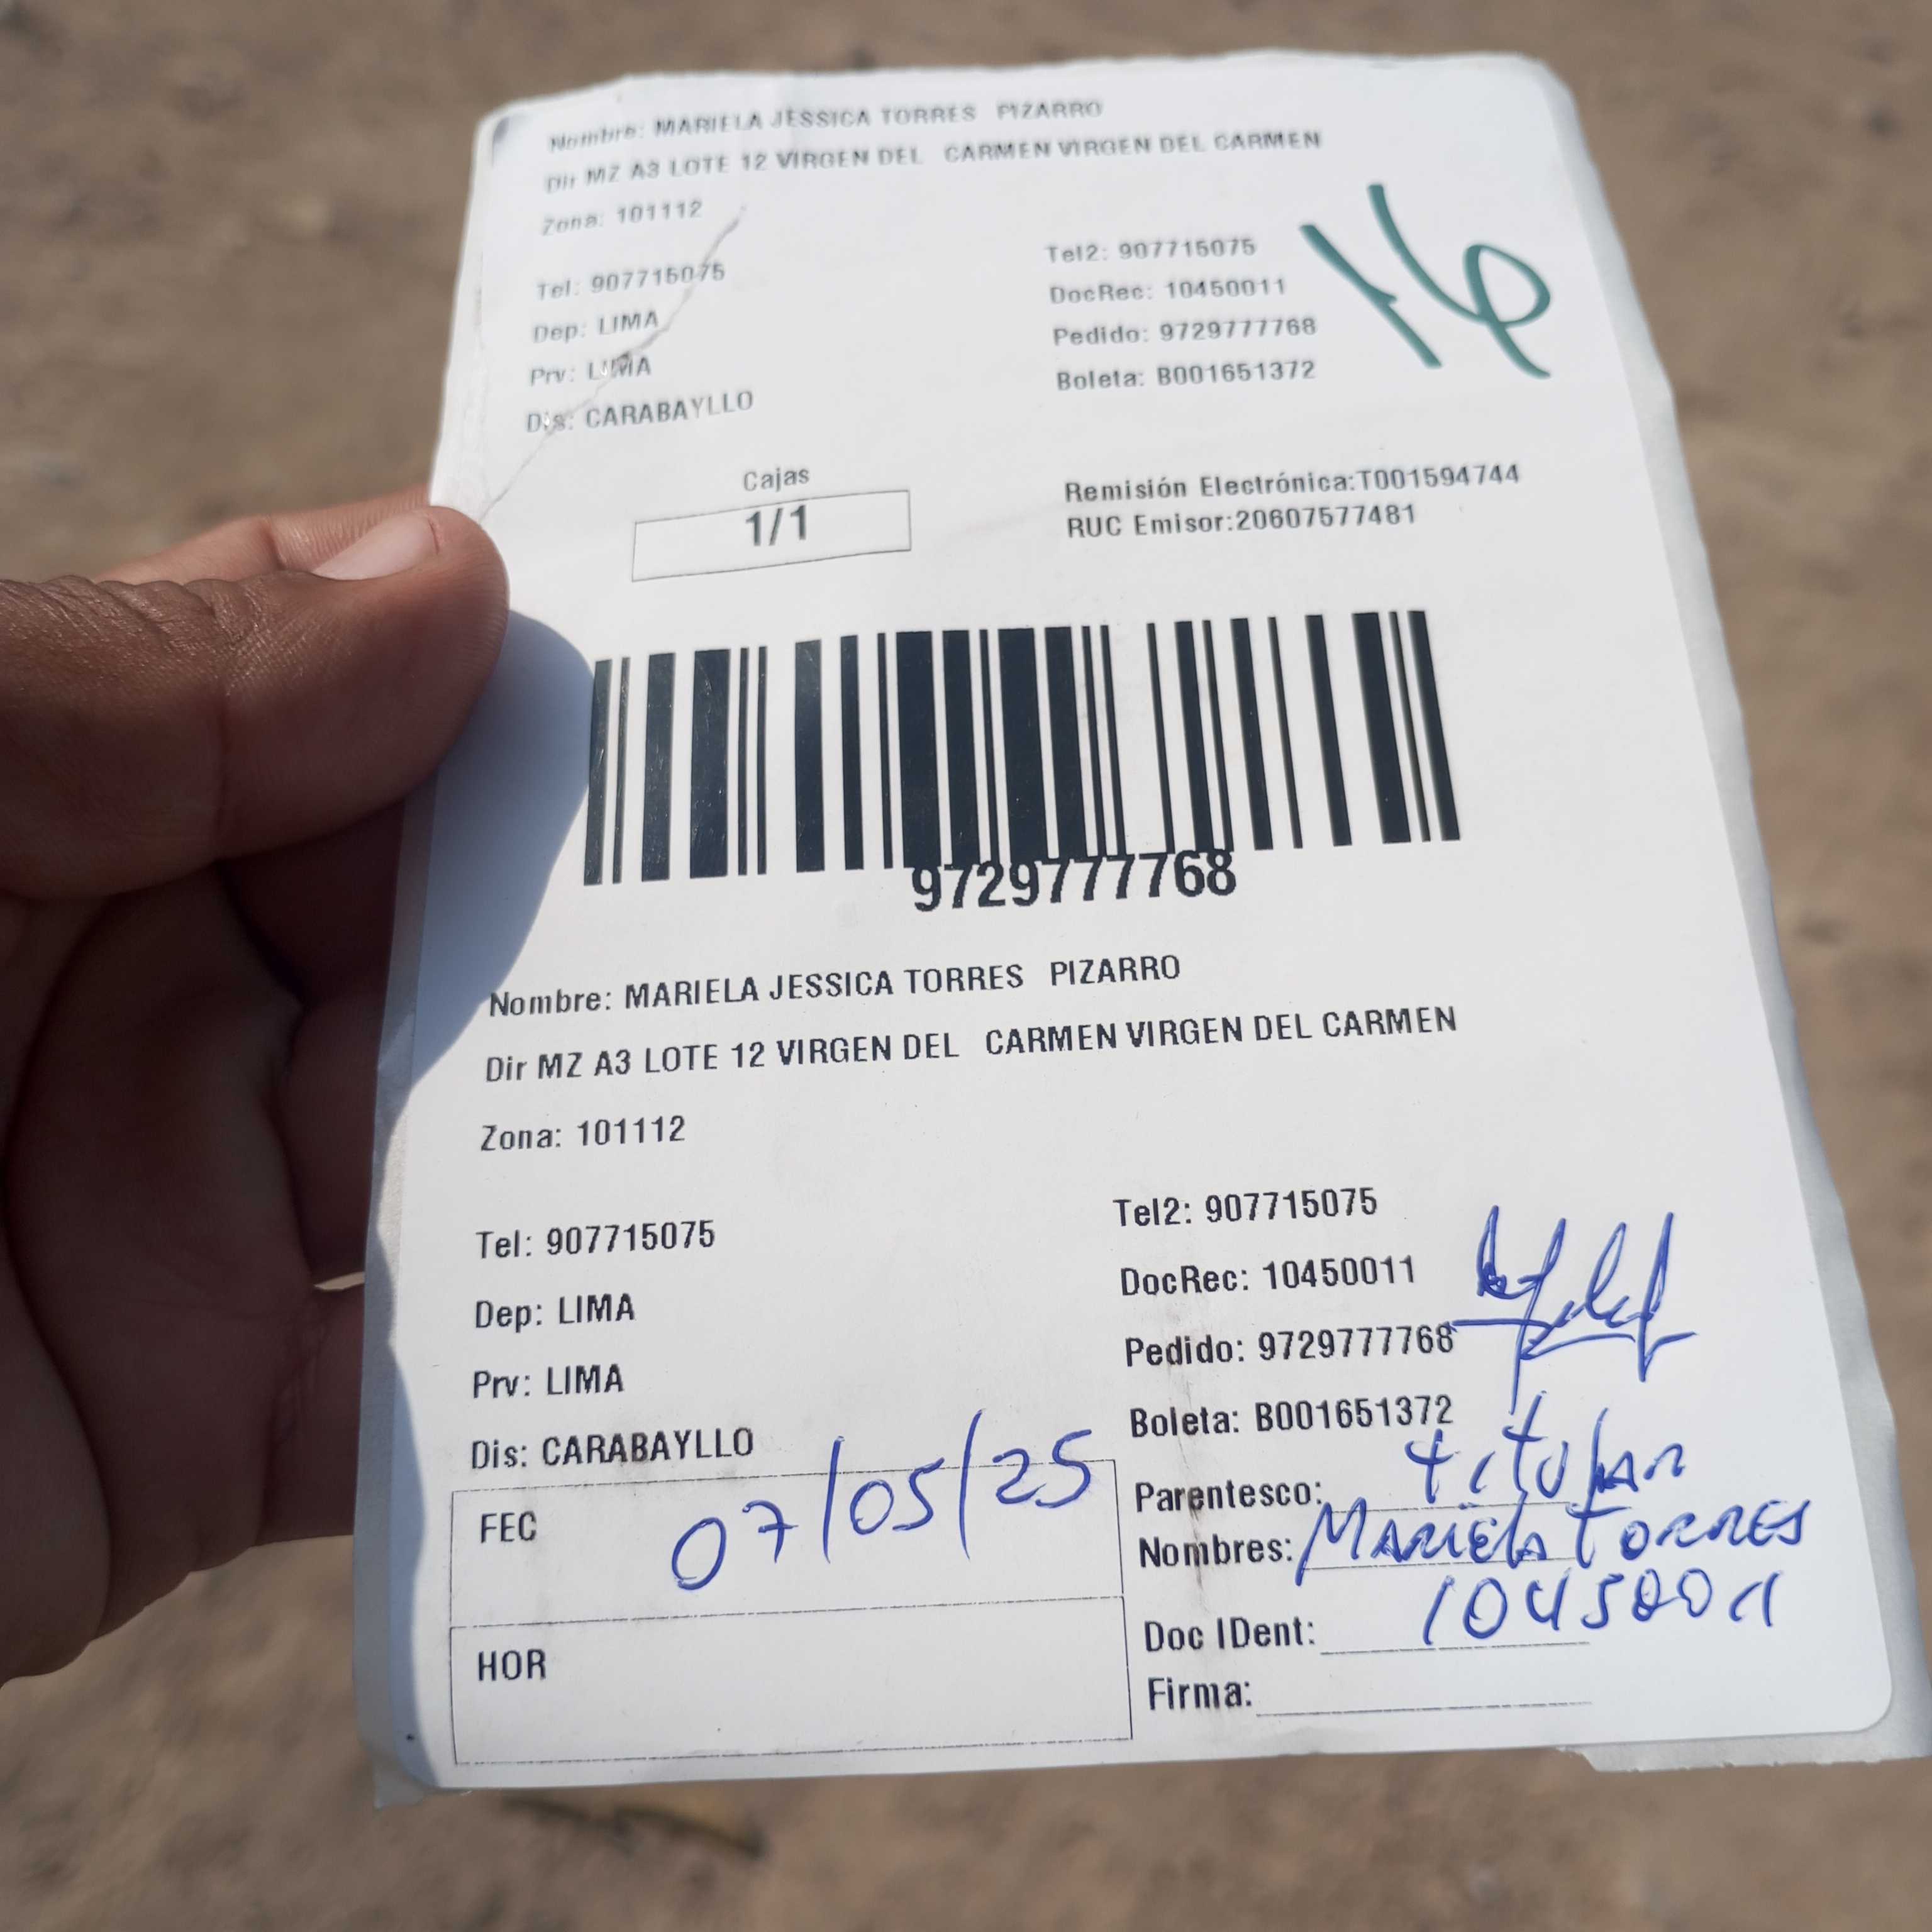 Nombre: MARIELA JESSICA TORRES PIZARRO
Dir MZ A3 LOTE 12 VIRGEN DEL CARMEN VIRGEN DEL CARMEN
Zona: 101112
Tel: 907715075
Tel2: 907715075
Dep: LIMA
DocRec: 10450011
Prv: LIMA
Pedido: 9729777768
Dis: CARABAYLLO
Boleta: B001651372
16
Cajas
1/1
Remisión Electrónica:T001594744
RUC Emisor:20607577481
9729777768
Nombre: MARIELA JESSICA TORRES PIZARRO
Dir MZ A3 LOTE 12 VIRGEN DEL CARMEN VIRGEN DEL CARMEN
Zona: 101112
Tel: 907715075
Tel2: 907715075
Dep: LIMA
DocRec: 10450011
Prv: LIMA
Pedido: 9729777768
Dis: CARABAYLLO
Boleta: B001651372
FEC 07/05/25
HOR
Parentesco: titular
Nombres: MARIELA TORRES
Doc IDent: 10450011
Firma: